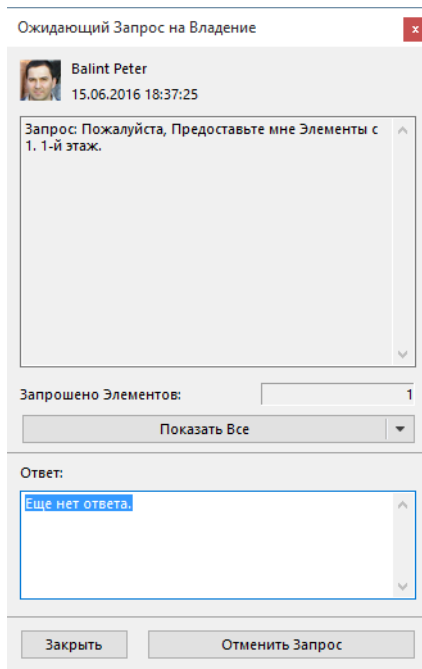 Ожидающий Запрос на Владение
x
Balint Peter
15.06.2016 18:37:25
Запрос: Пожалуйста, Предоставьте мне Элементы с
1. 1-й этаж.
Запрошено Элементов: 1
Показать Все
Ответ:
Еще нет ответа.
Закрыть Отменить Запрос